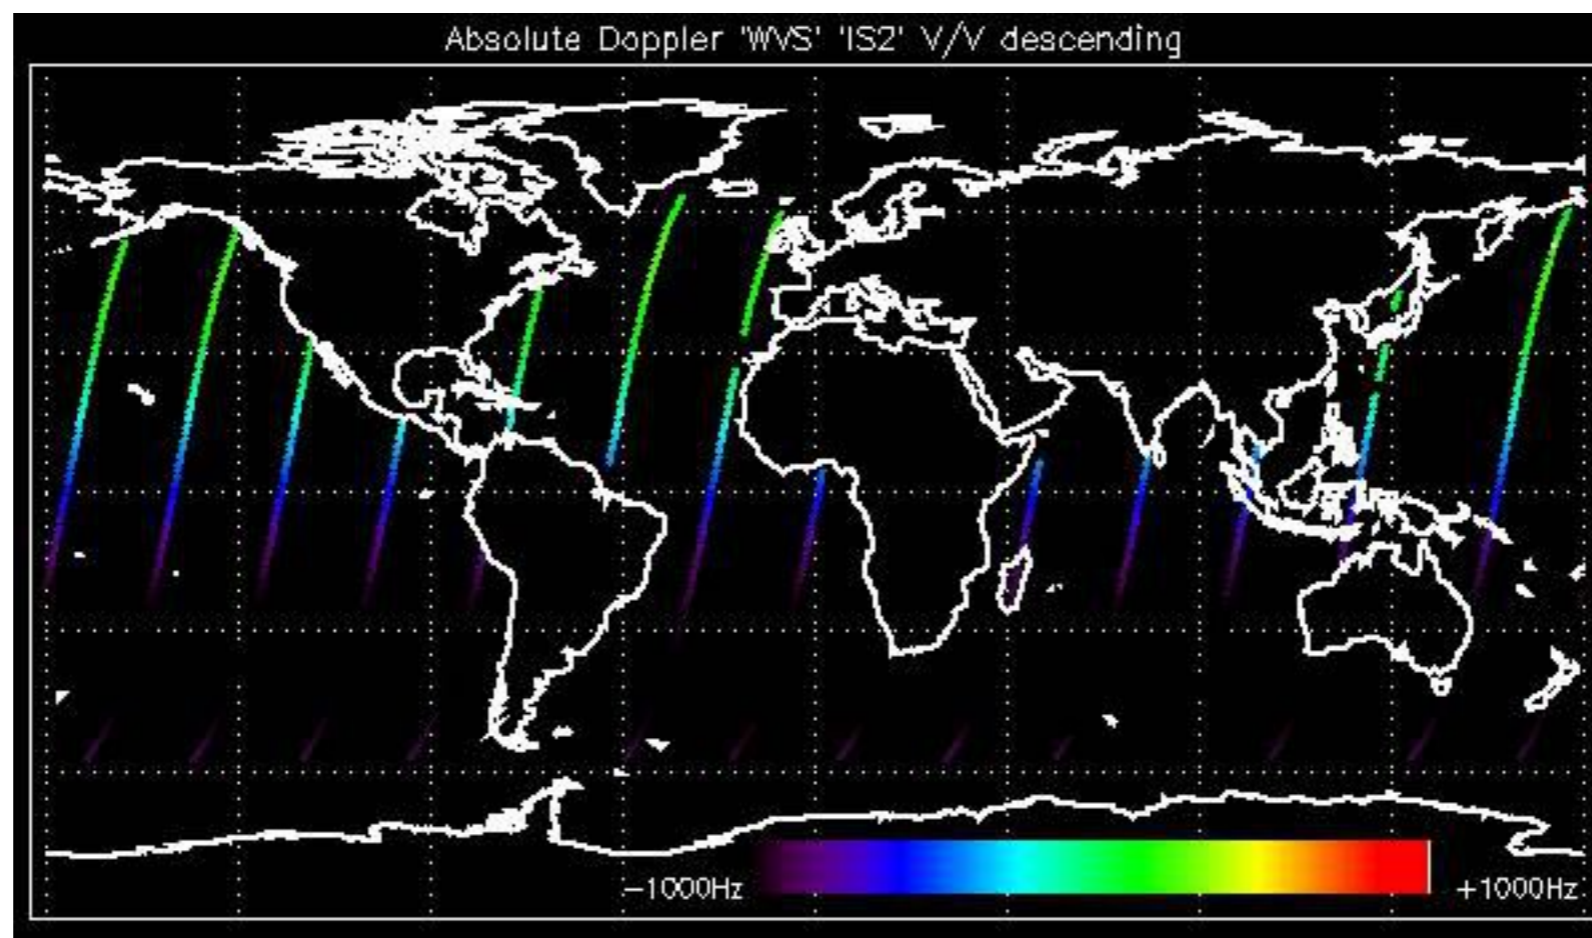 Absolute Doppler 'WVS' 'IS2' V/V descending
−1000Hz +1000Hz